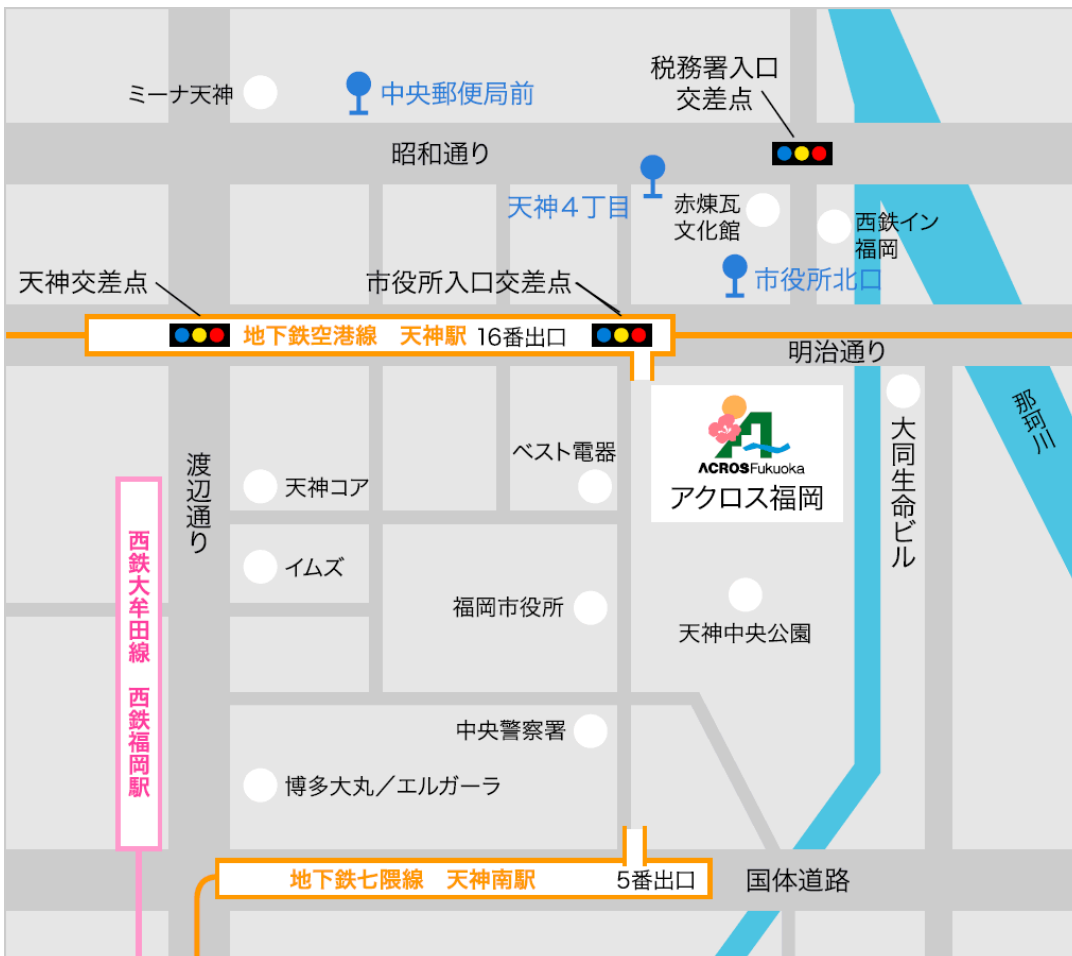 ミーナ天神
中央郵便局前
税務署入口
交差点
昭和通り
天神4丁目
赤煉瓦
文化館
西鉄イン
福岡
天神交差点
市役所入口交差点
市役所北口
地下鉄空港線 天神駅 16番出口
明治通り
那珂川
ACROSFukuoka
アクロス福岡
大同生命ビル
渡辺通り
ベスト電器
天神コア
イムズ
西鉄大牟田線 西鉄福岡駅
福岡市役所
天神中央公園
中央警察署
博多大丸/エルガーラ
地下鉄七隈線 天神南駅 5番出口
国体道路